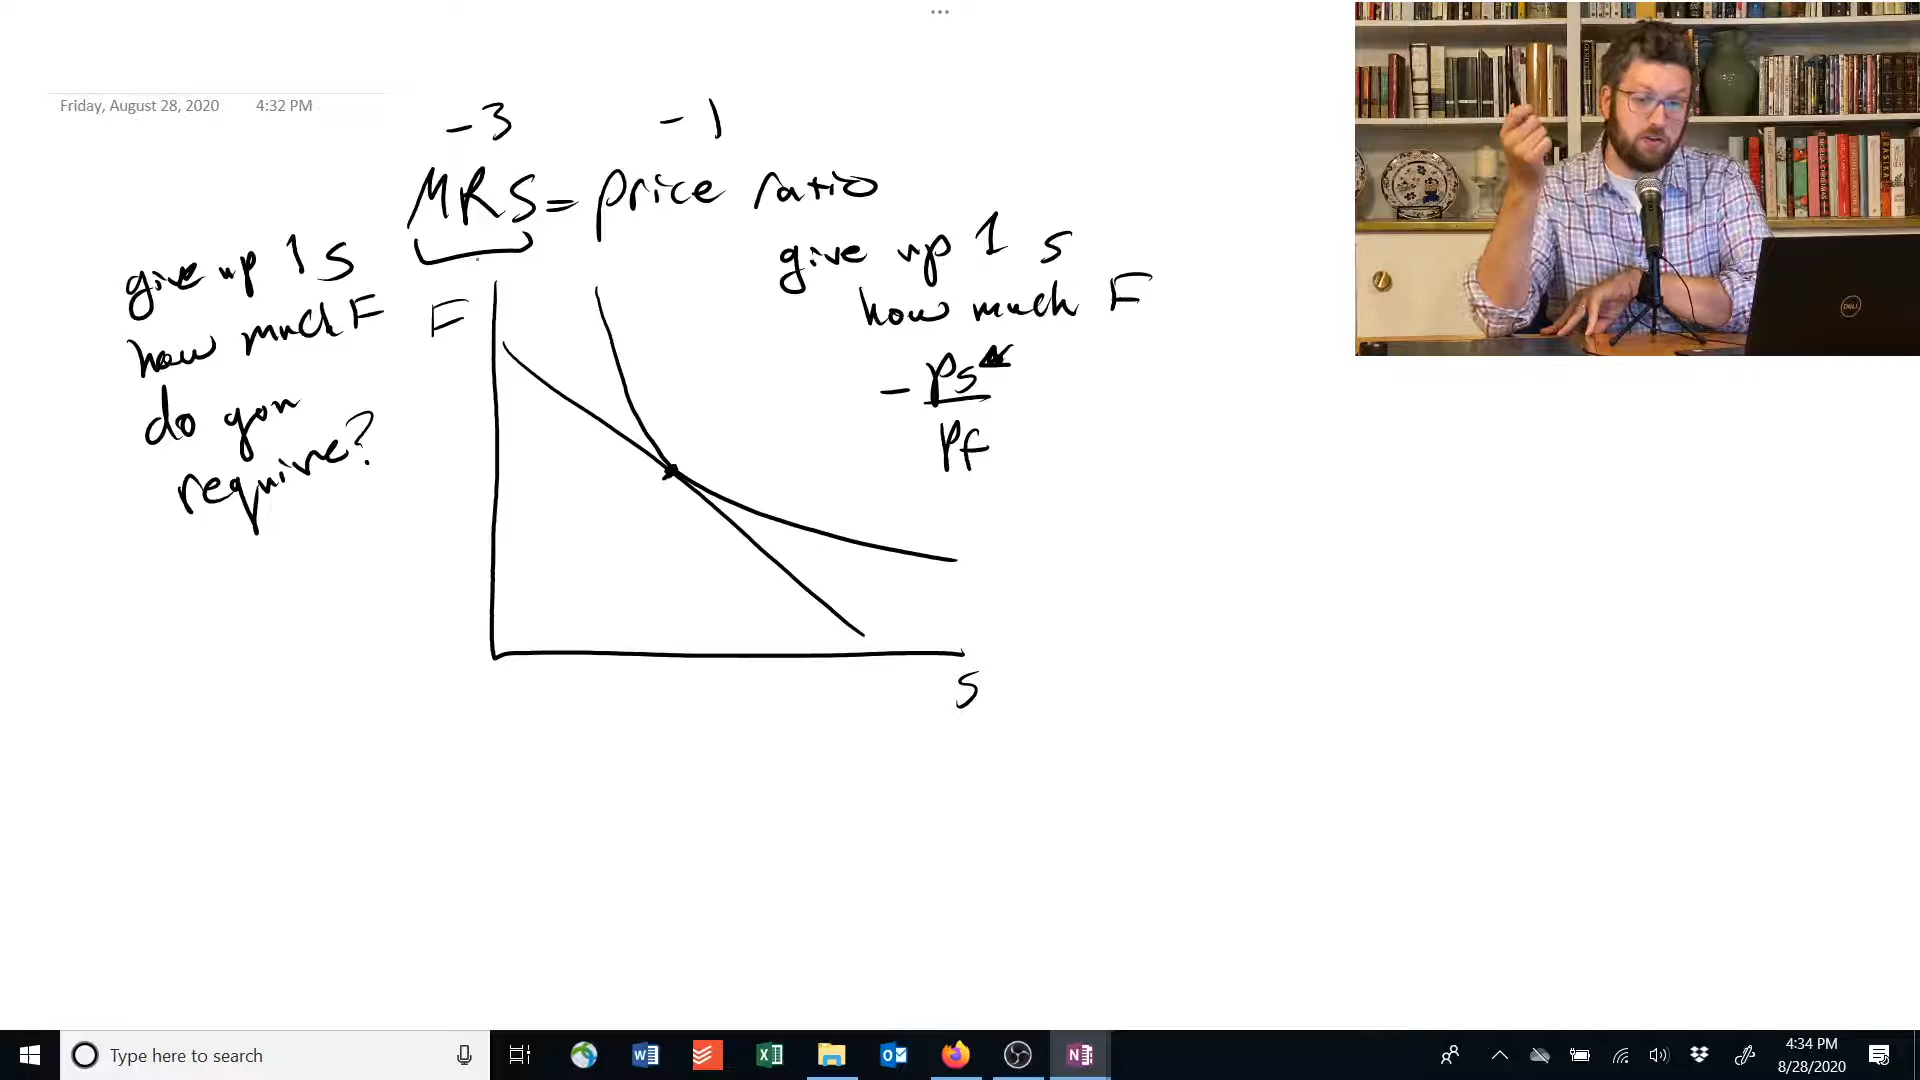 Friday, August 28, 2020 4:32 PM
-3 -1
MRS = price ratio
give up 1 S
how much F
do you
require?
give up 1 S
how much F
- Ps
Pf
F
S
DELL
Type here to search
4:34 PM
8/28/2020